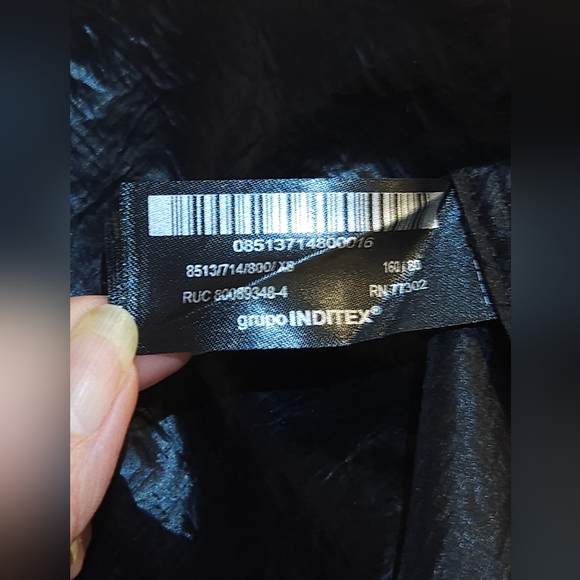 08513714800016
8513/714/800/ XS 160 / 80
RUC 80089348-4 RN 77302
grupo INDITEX®